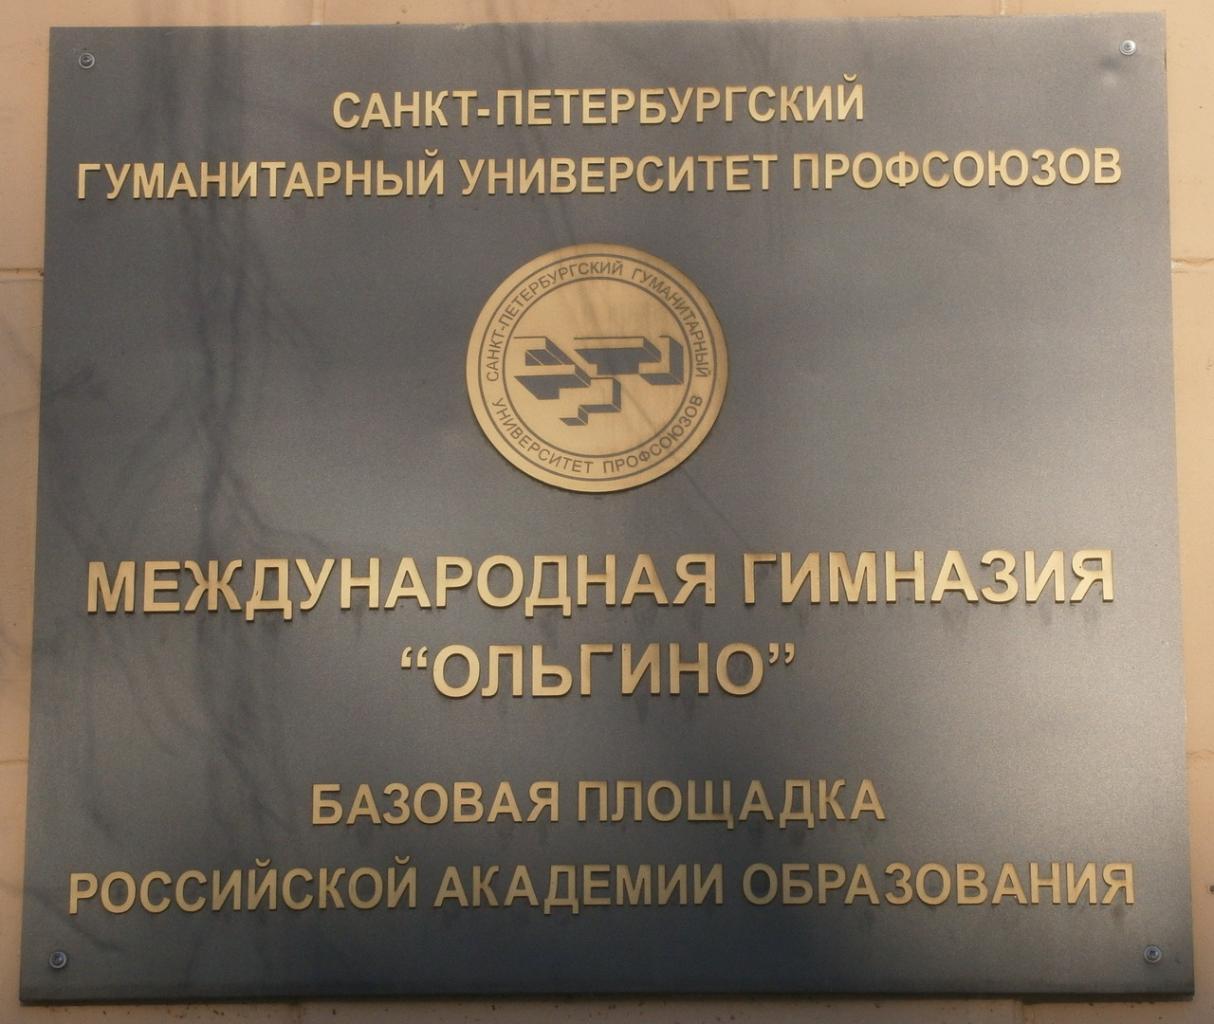 САНКТ-ПЕТЕРБУРГСКИЙ
ГУМАНИТАРНЫЙ УНИВЕРСИТЕТ ПРОФСОЮЗОВ
САНКТ-ПЕТЕРБУРГСКИЙ ГУМАНИТАРНЫЙ
УНИВЕРСИТЕТ ПРОФСОЮЗОВ
МЕЖДУНАРОДНАЯ ГИМНАЗИЯ
“ОЛЬГИНО”
БАЗОВАЯ ПЛОЩАДКА
РОССИЙСКОЙ АКАДЕМИИ ОБРАЗОВАНИЯ